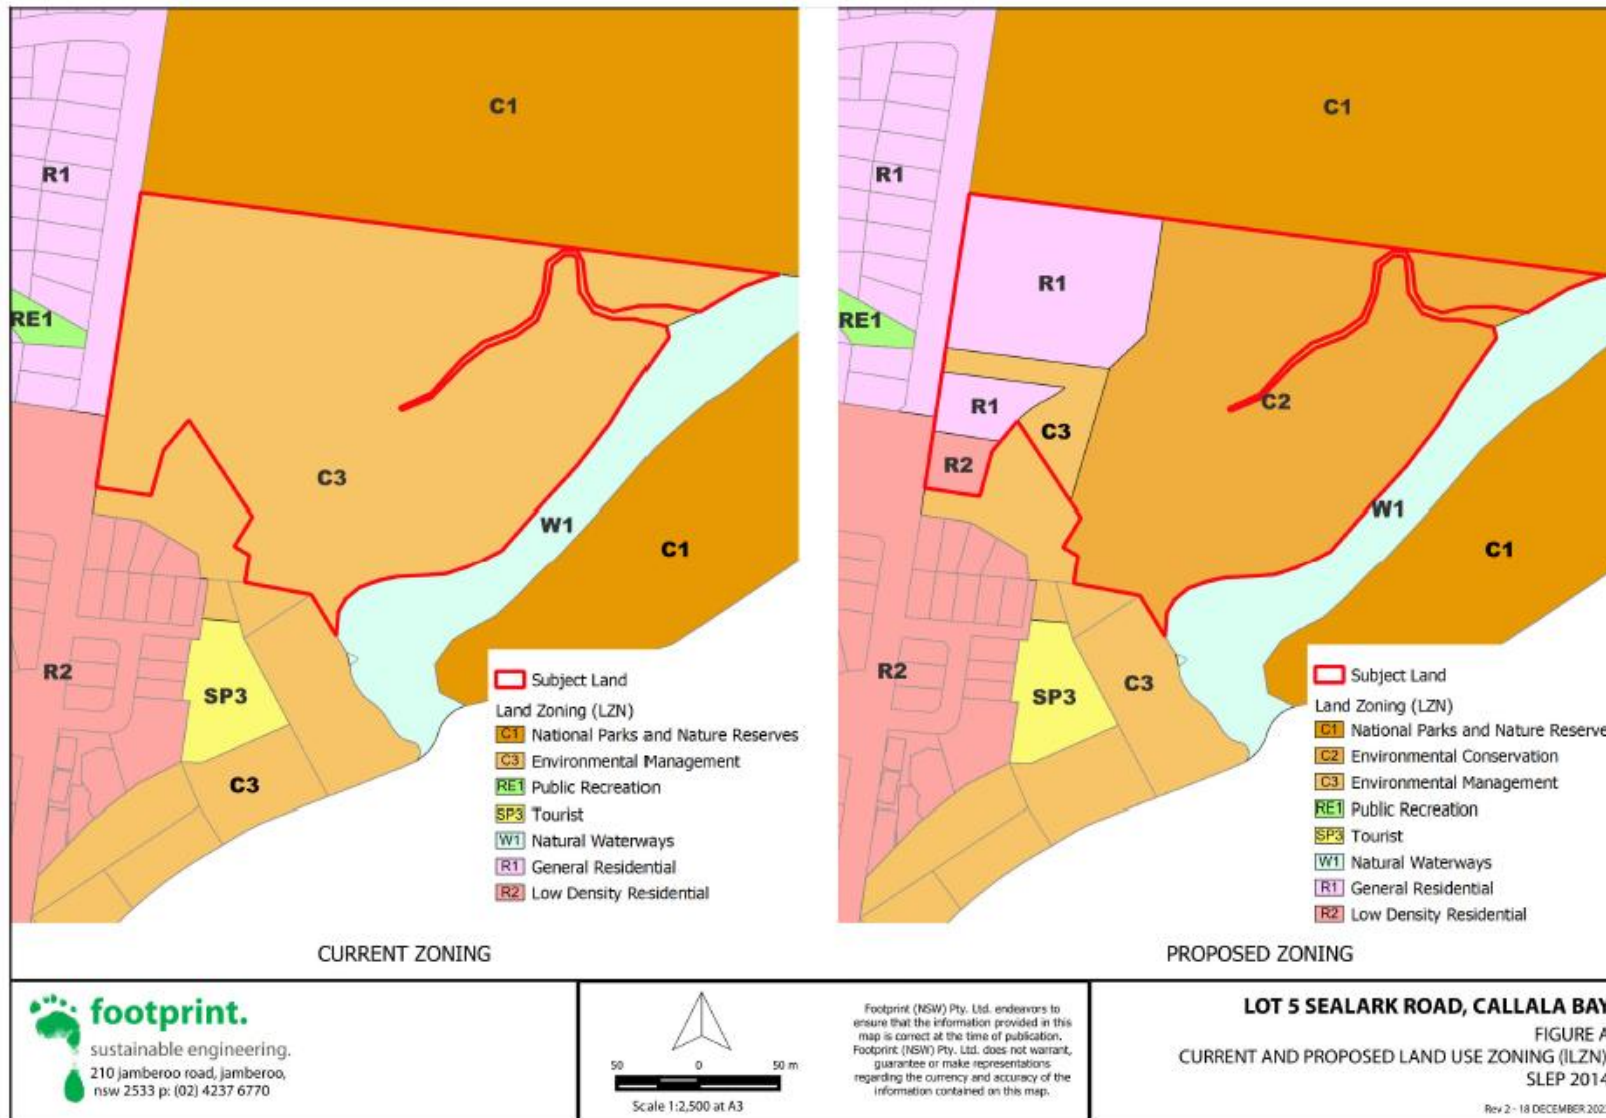 C1
R1
RE1
C3
W1
C1
R2
SP3
C3
Subject Land
Land Zoning (LZN)
C1 National Parks and Nature Reserves
C3 Environmental Management
RE1 Public Recreation
SP3 Tourist
W1 Natural Waterways
R1 General Residential
R2 Low Density Residential
CURRENT ZONING
C1
R1
R1
RE1
R1
C2
C3
R2
W1
C1
R2
SP3
C3
Subject Land
Land Zoning (LZN)
C1 National Parks and Nature Reserve
C2 Environmental Conservation
C3 Environmental Management
RE1 Public Recreation
SP3 Tourist
W1 Natural Waterways
R1 General Residential
R2 Low Density Residential
PROPOSED ZONING
footprint.
sustainable engineering.
210 jamberoo road, jamberoo,
nsw 2533 p: (02) 4237 6770
50 0 50 m
Scale 1:2,500 at A3
Footprint (NSW) Pty. Ltd. endeavors to
ensure that the information provided in this
map is correct at the time of publication.
Footprint (NSW) Pty. Ltd. does not warrant,
guarantee or make representations
regarding the currency and accuracy of the
information contained on this map.
LOT 5 SEALARK ROAD, CALLALA BAY
FIGURE A
CURRENT AND PROPOSED LAND USE ZONING (lLZN)
SLEP 2014
Rev 2 - 18 DECEMBER 202